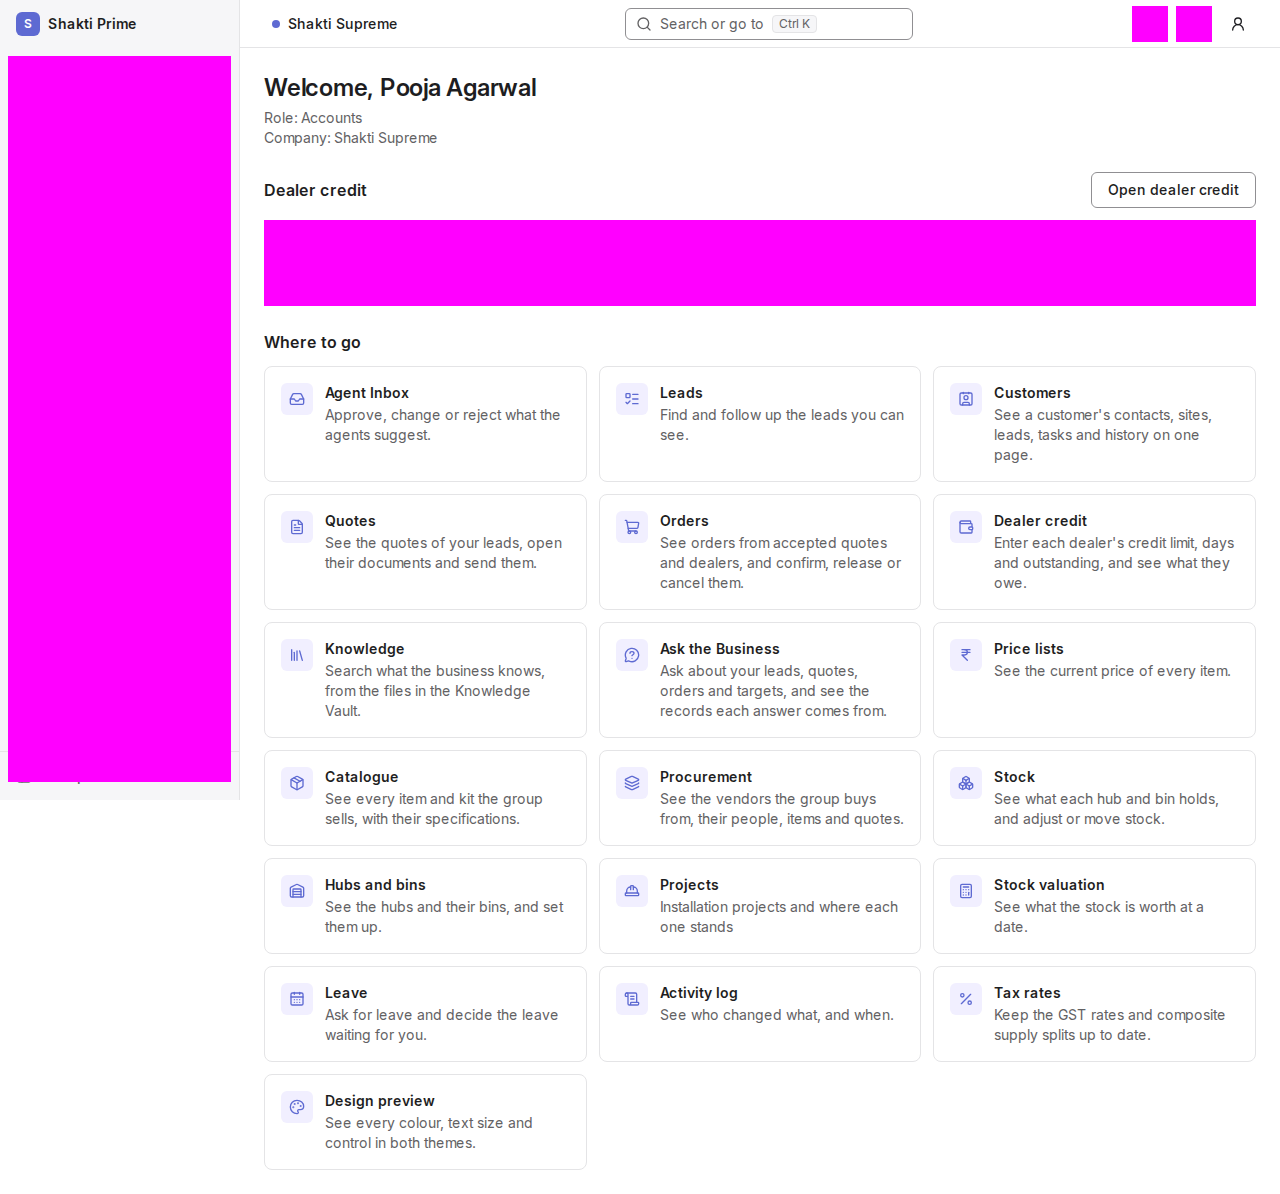 S Shakti Prime
Shakti Supreme
Search or go to Ctrl K
Welcome, Pooja Agarwal
Role: Accounts
Company: Shakti Supreme
Dealer credit
Open dealer credit
Where to go
Agent Inbox
Approve, change or reject what the
agents suggest.
Leads
Find and follow up the leads you can
see.
Customers
See a customer's contacts, sites,
leads, tasks and history on one
page.
Quotes
See the quotes of your leads, open
their documents and send them.
Orders
See orders from accepted quotes
and dealers, and confirm, release or
cancel them.
Dealer credit
Enter each dealer's credit limit, days
and outstanding, and see what they
owe.
Knowledge
Search what the business knows,
from the files in the Knowledge
Vault.
Ask the Business
Ask about your leads, quotes,
orders and targets, and see the
records each answer comes from.
Price lists
See the current price of every item.
Catalogue
See every item and kit the group
sells, with their specifications.
Procurement
See the vendors the group buys
from, their people, items and quotes.
Stock
See what each hub and bin holds,
and adjust or move stock.
Hubs and bins
See the hubs and their bins, and set
them up.
Projects
Installation projects and where each
one stands
Stock valuation
See what the stock is worth at a
date.
Leave
Ask for leave and decide the leave
waiting for you.
Activity log
See who changed what, and when.
Tax rates
Keep the GST rates and composite
supply splits up to date.
Design preview
See every colour, text size and
control in both themes.